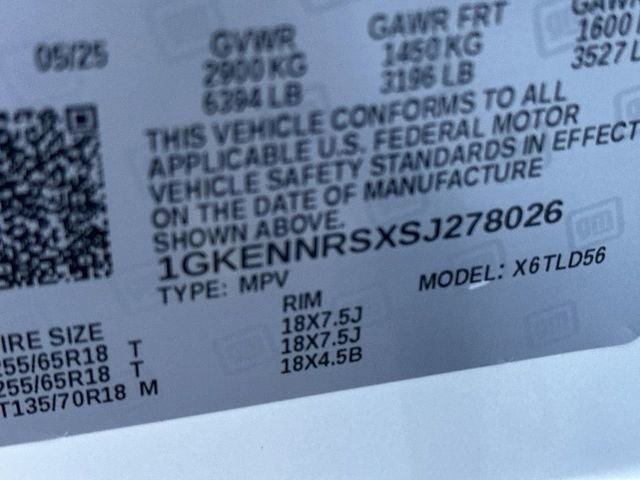 05/25
GVWR
2900 KG
6394 LB
GAWR FRT
1450 KG
3196 LB
GAWR
1600
3527 L
THIS VEHICLE CONFORMS TO ALL
APPLICABLE U.S. FEDERAL MOTOR
VEHICLE SAFETY STANDARDS IN EFFECT
ON THE DATE OF MANUFACTURE
SHOWN ABOVE.
1GKENNRSXSJ278026
TYPE: MPV
MODEL: X6TLD56
IRE SIZE
RIM
255/65R18 T
18X7.5J
255/65R18 T
18X7.5J
T135/70R18 M
18X4.5B
gm